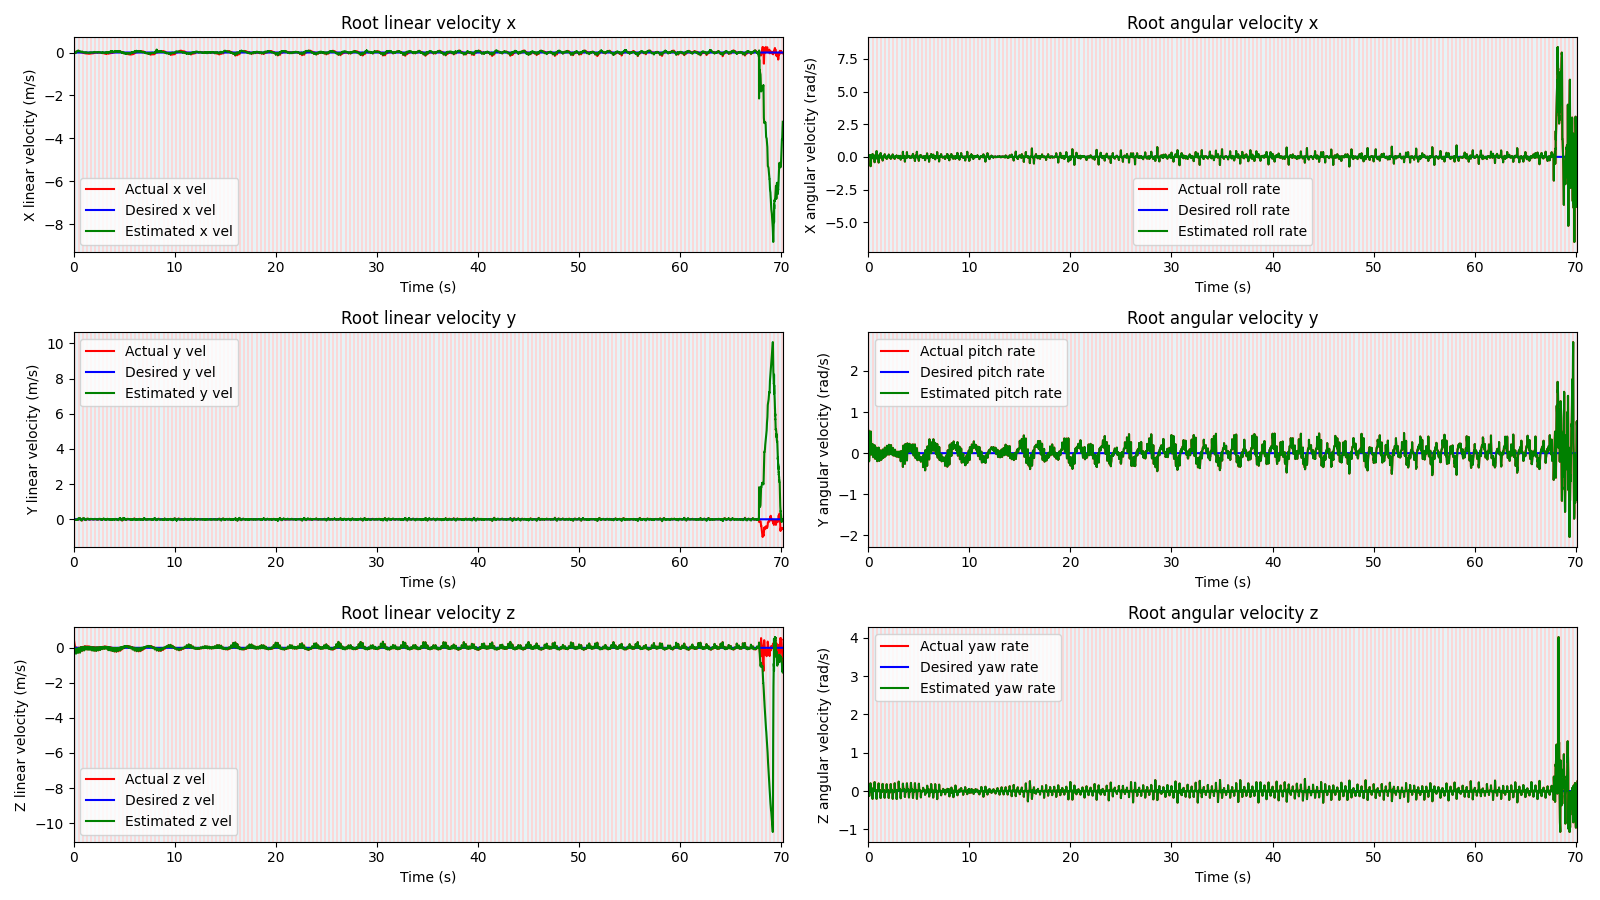 Root linear velocity x
X linear velocity (m/s)
0
−2
−4
−6
−8
Actual x vel
Desired x vel
Estimated x vel
0 10 20 30 40 50 60 70
Time (s)
Root angular velocity x
X angular velocity (rad/s)
7.5
5.0
2.5
0.0
−2.5
−5.0
Actual roll rate
Desired roll rate
Estimated roll rate
0 10 20 30 40 50 60 70
Time (s)
Root linear velocity y
Y linear velocity (m/s)
10
8
6
4
2
0
Actual y vel
Desired y vel
Estimated y vel
0 10 20 30 40 50 60 70
Time (s)
Root angular velocity y
Y angular velocity (rad/s)
2
1
0
−1
−2
Actual pitch rate
Desired pitch rate
Estimated pitch rate
0 10 20 30 40 50 60 70
Time (s)
Root linear velocity z
Z linear velocity (m/s)
0
−2
−4
−6
−8
−10
Actual z vel
Desired z vel
Estimated z vel
0 10 20 30 40 50 60 70
Time (s)
Root angular velocity z
Z angular velocity (rad/s)
4
3
2
1
0
−1
Actual yaw rate
Desired yaw rate
Estimated yaw rate
0 10 20 30 40 50 60 70
Time (s)